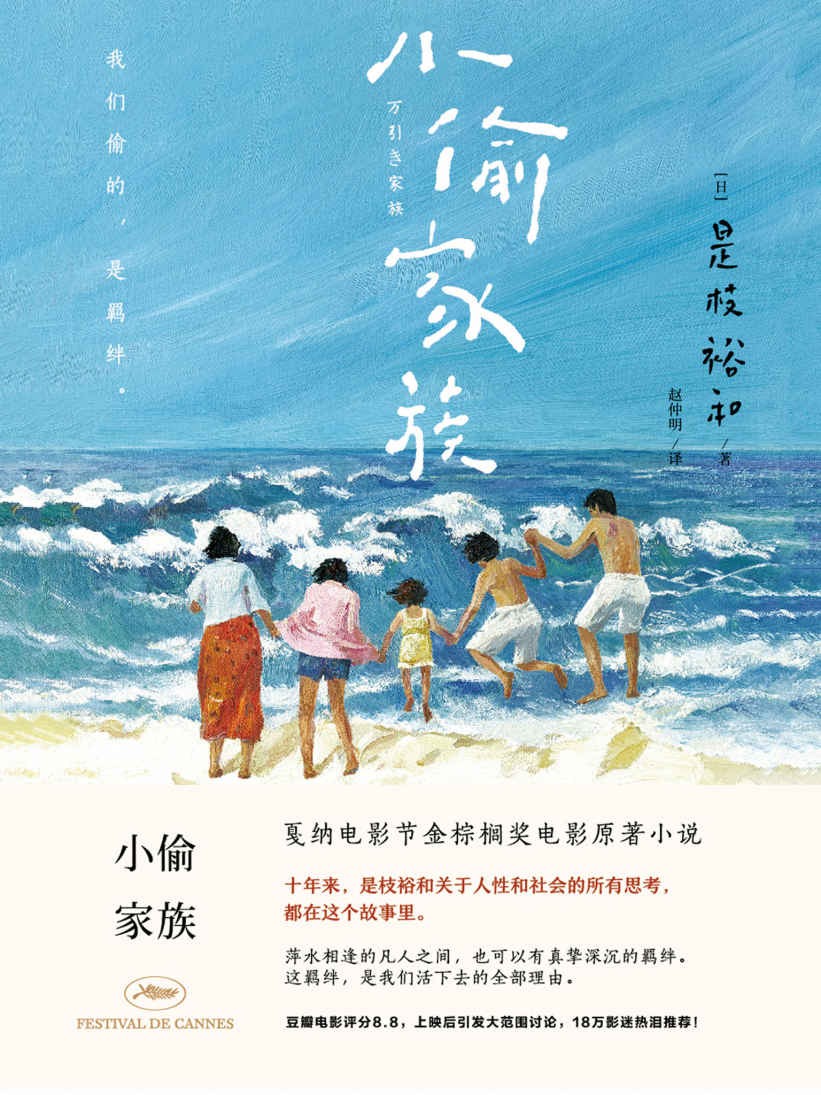 小偷家族
万引き家族
我们偷的，是羁绊。
[日]
是枝裕和／著
赵仲明／译
小偷
家族
FESTIVAL DE CANNES
戛纳电影节金棕榈奖电影原著小说
十年来，是枝裕和关于人性和社会的所有思考，
都在这个故事里。
萍水相逢的凡人之间，也可以有真挚深沉的羁绊。
这羁绊，是我们活下去的全部理由。
豆瓣电影评分8.8，上映后引发大范围讨论，18万影迷热泪推荐！